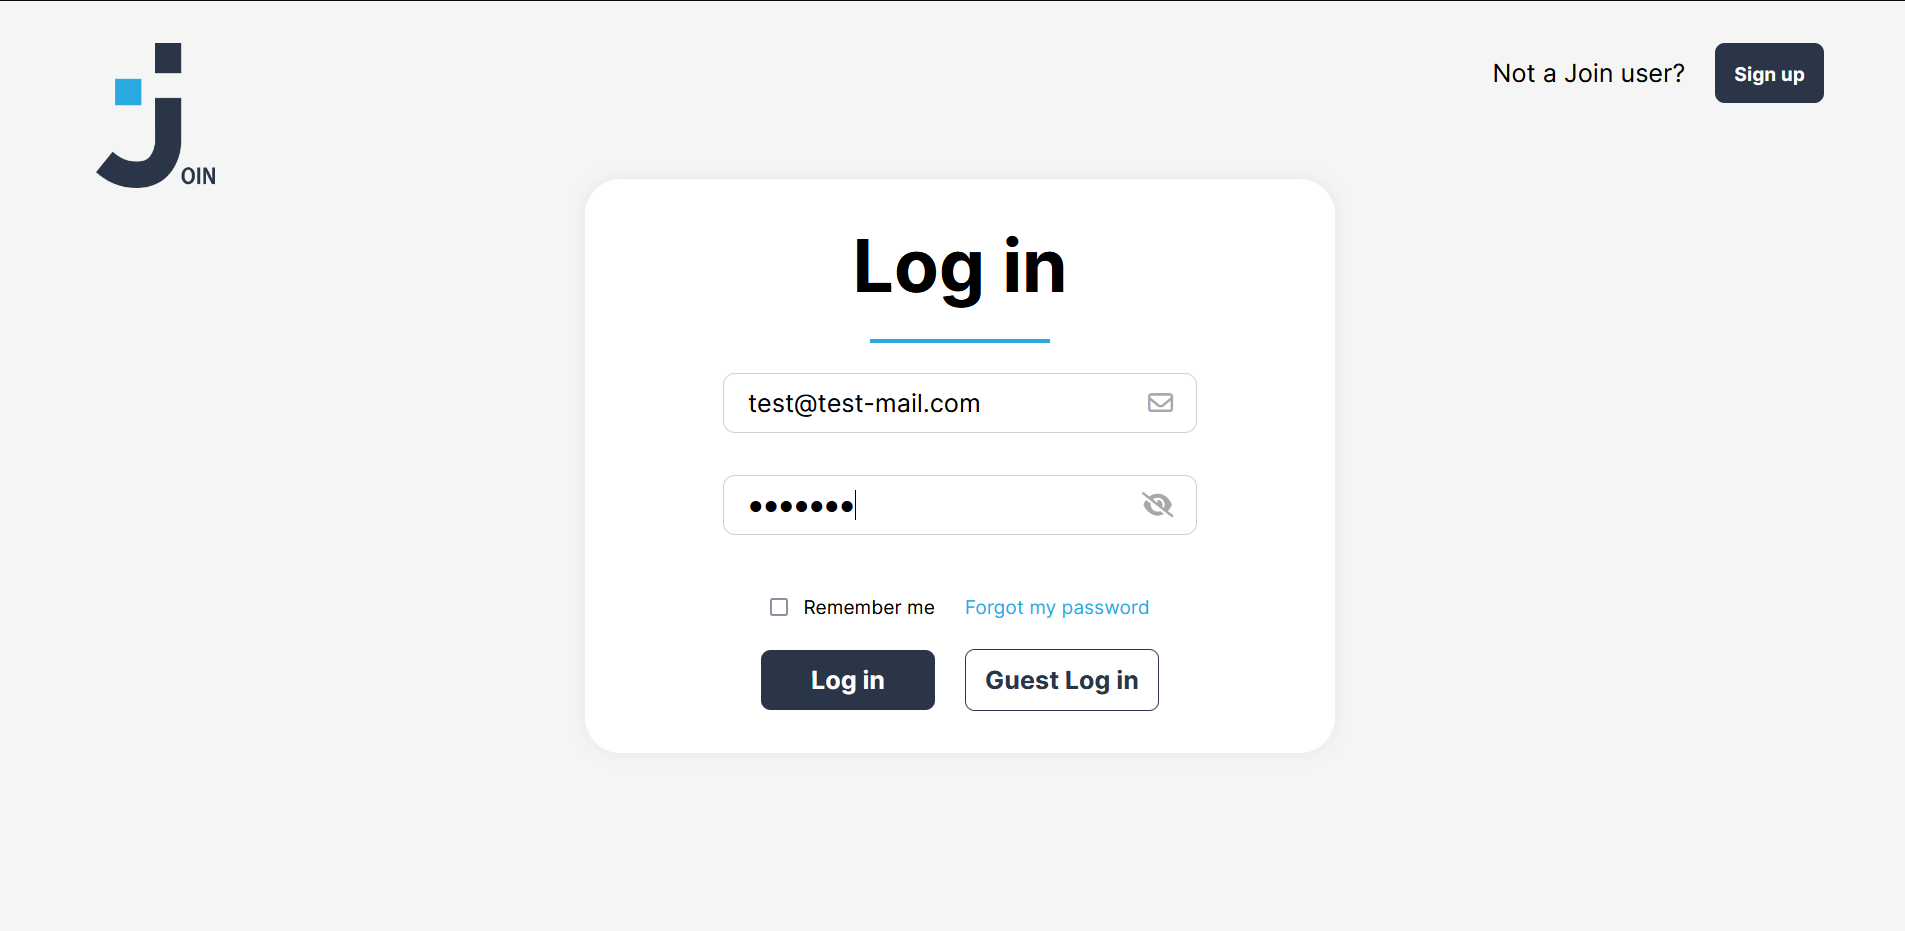 JOIN
Not a Join user?
Sign up
Log in
test@test-mail.com
•••••••
Remember me
Forgot my password
Log in
Guest Log in